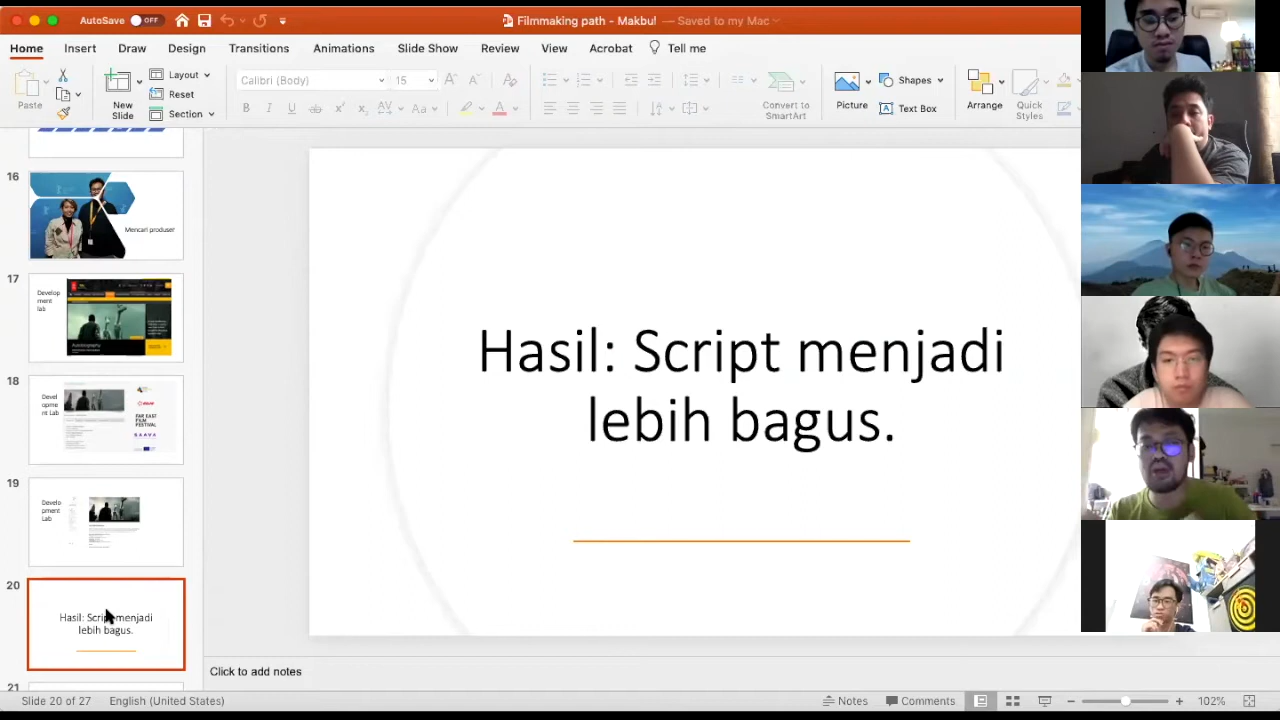 AutoSave OFF
Filmmaking path - Makbul — Saved to my Mac
Home Insert Draw Design Transitions Animations Slide Show Review View Acrobat Tell me
Paste
New
Slide
Layout
Reset
Section
Calibri (Body) 15
Convert to
SmartArt
Picture
Shapes
Text Box
Arrange
Quick
Styles
16
Mencari produser
17
Develop
ment
lab
Autobiography
18
Devel
opme
nt Lab
FAR EAST
FILM
FESTIVAL
19
Develo
pment
Lab
20
Hasil: Script menjadi
lebih bagus.
21
Hasil: Script menjadi
lebih bagus.
Click to add notes
Slide 20 of 27 English (United States) Notes Comments 102%